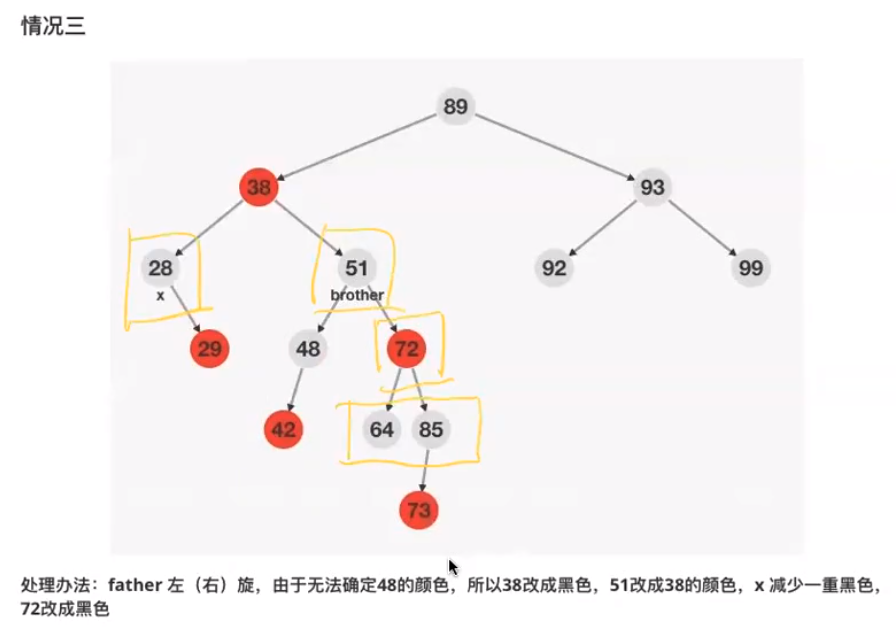 情况三
89
38 93
28 51 92 99
x brother
29 48 72
42 64 85
73
处理办法：father 左（右）旋，由于无法确定48的颜色，所以38改成黑色，51改成38的颜色，x 减少一重黑色，
72改成黑色